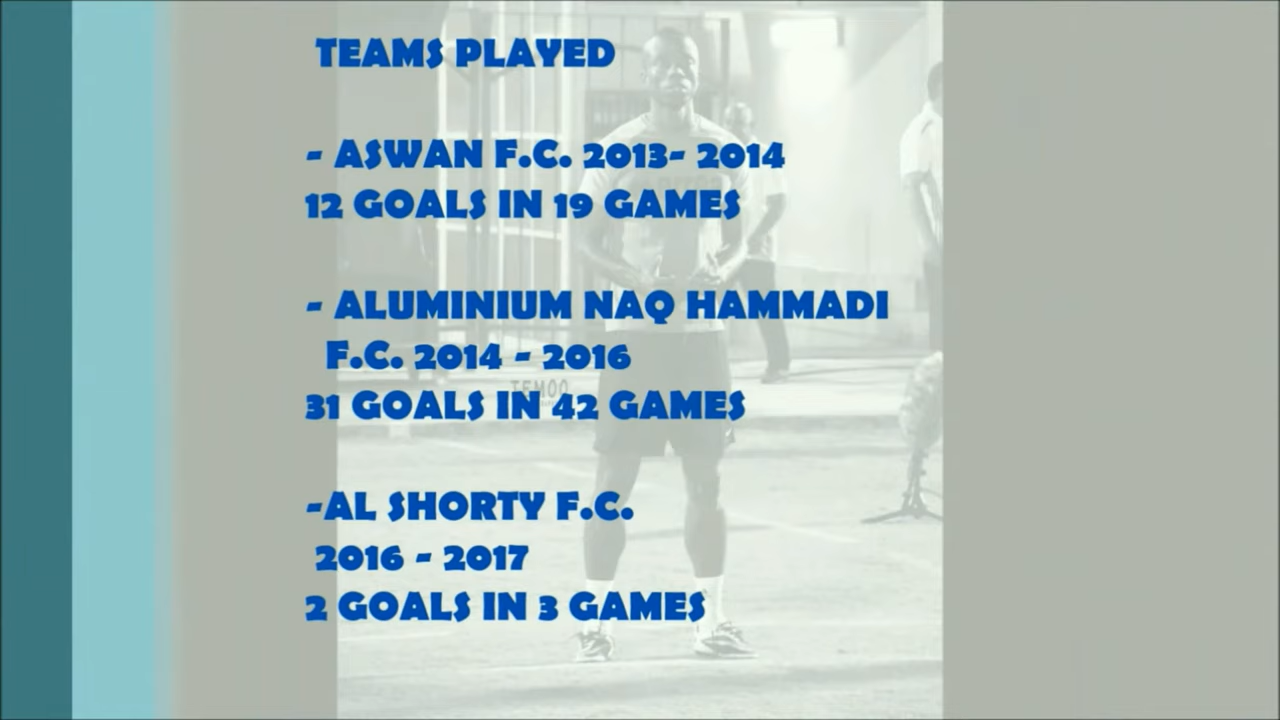 TEAMS PLAYED
- ASWAN F.C. 2013- 2014
12 GOALS IN 19 GAMES
- ALUMINIUM NAQ HAMMADI
F.C. 2014 - 2016
31 GOALS IN 42 GAMES
-AL SHORTY F.C.
2016 - 2017
2 GOALS IN 3 GAMES